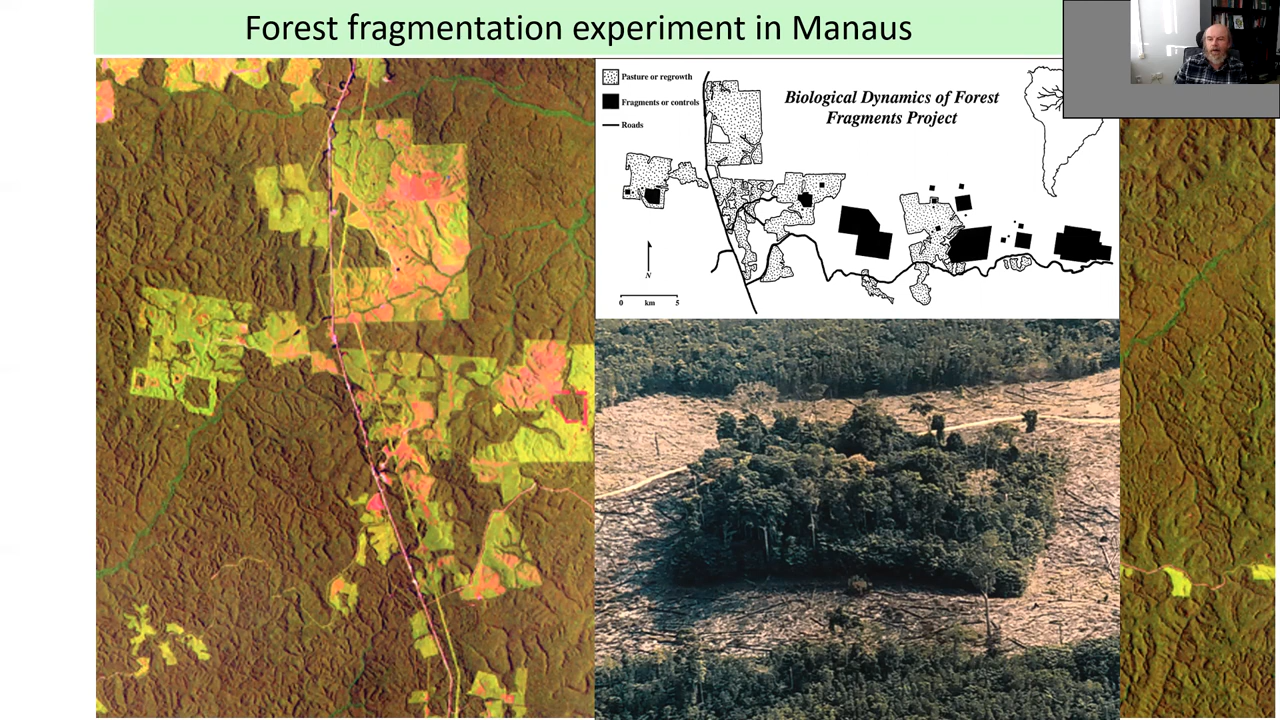 Forest fragmentation experiment in Manaus
Pasture or regrowth
Fragments or controls
Roads
Biological Dynamics of Forest
Fragments Project
N
0 km 5